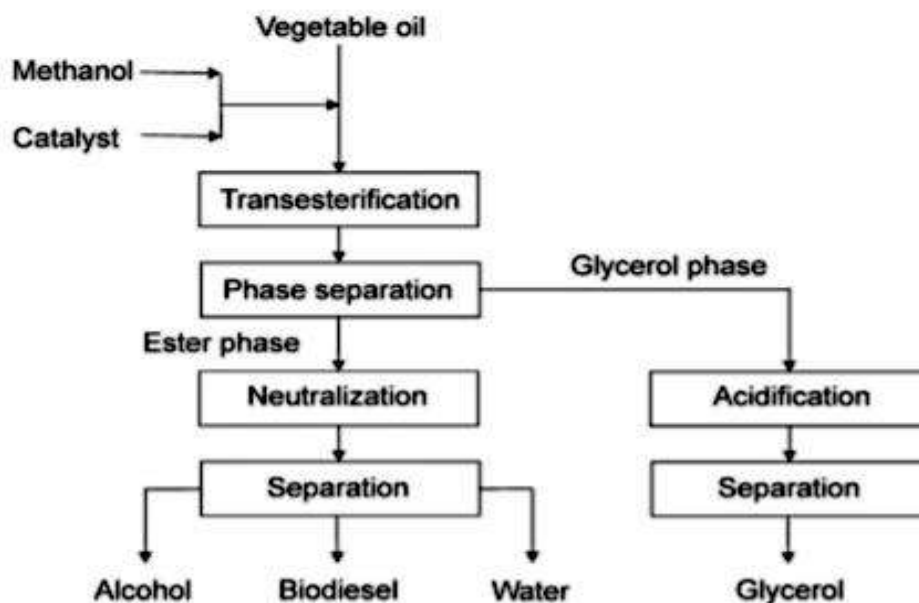 Vegetable oil
Methanol
Catalyst
Transesterification
Glycerol phase
Phase separation
Ester phase
Neutralization
Acidification
Separation
Separation
Alcohol
Biodiesel
Water
Glycerol